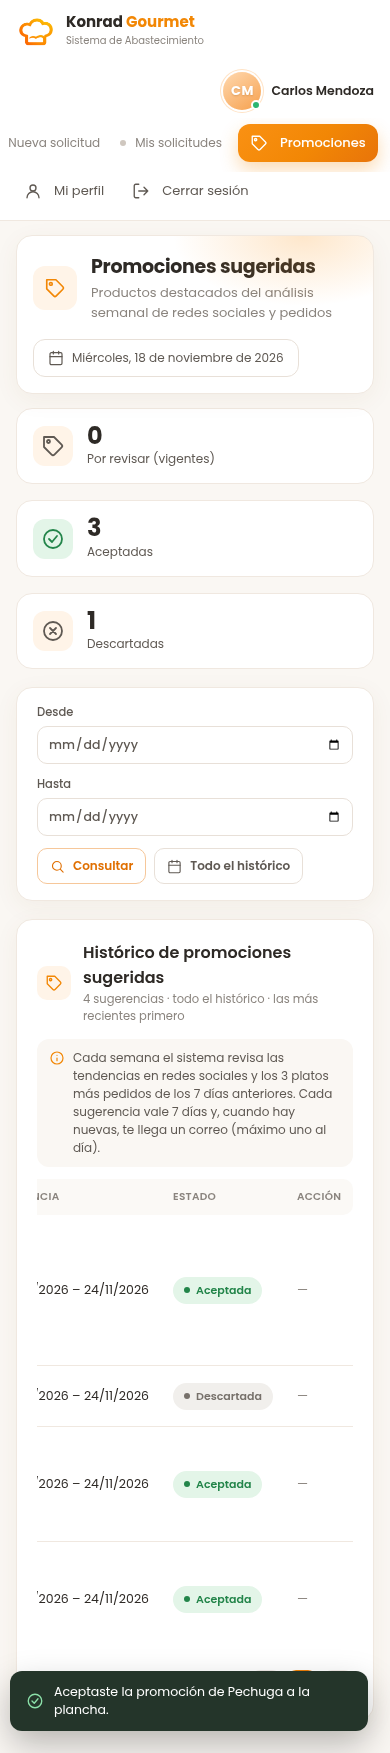 Konrad Gourmet
Sistema de Abastecimiento
CM
Carlos Mendoza
Nueva solicitud
Mis solicitudes
Promociones
Mi perfil
Cerrar sesión
Promociones sugeridas
Productos destacados del análisis
semanal de redes sociales y pedidos
Miércoles, 18 de noviembre de 2026
0
Por revisar (vigentes)
3
Aceptadas
1
Descartadas
Desde
mm/dd/yyyy
Hasta
mm/dd/yyyy
Consultar
Todo el histórico
Histórico de promociones
sugeridas
4 sugerencias · todo el histórico · las más
recientes primero
Cada semana el sistema revisa las
tendencias en redes sociales y los 3 platos
más pedidos de los 7 días anteriores. Cada
sugerencia vale 7 días y, cuando hay
nuevas, te llega un correo (máximo uno al
día).
NCIA ESTADO ACCIÓN
/2026 – 24/11/2026 Aceptada —
/2026 – 24/11/2026 Descartada —
/2026 – 24/11/2026 Aceptada —
/2026 – 24/11/2026 Aceptada —
Aceptaste la promoción de Pechuga a la
plancha.